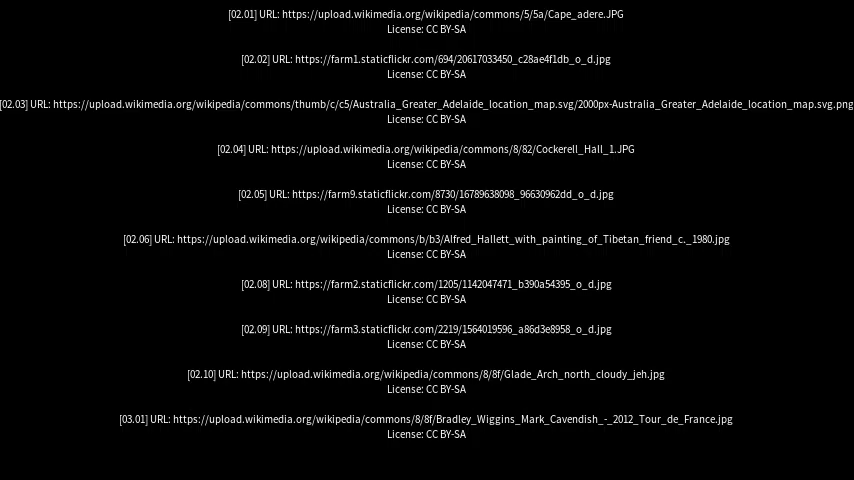 [02.01] URL: https://upload.wikimedia.org/wikipedia/commons/5/5a/Cape_adere.JPG
License: CC BY-SA
[02.02] URL: https://farm1.staticflickr.com/694/20617033450_c28ae4f1db_o_d.jpg
License: CC BY-SA
[02.03] URL: https://upload.wikimedia.org/wikipedia/commons/thumb/c/c5/Australia_Greater_Adelaide_location_map.svg/2000px-Australia_Greater_Adelaide_location_map.svg.png
License: CC BY-SA
[02.04] URL: https://upload.wikimedia.org/wikipedia/commons/8/82/Cockerell_Hall_1.JPG
License: CC BY-SA
[02.05] URL: https://farm9.staticflickr.com/8730/16789638098_96630962dd_o_d.jpg
License: CC BY-SA
[02.06] URL: https://upload.wikimedia.org/wikipedia/commons/b/b3/Alfred_Hallett_with_painting_of_Tibetan_friend_c._1980.jpg
License: CC BY-SA
[02.08] URL: https://farm2.staticflickr.com/1205/1142047471_b390a54395_o_d.jpg
License: CC BY-SA
[02.09] URL: https://farm3.staticflickr.com/2219/1564019596_a86d3e8958_o_d.jpg
License: CC BY-SA
[02.10] URL: https://upload.wikimedia.org/wikipedia/commons/8/8f/Glade_Arch_north_cloudy_jeh.jpg
License: CC BY-SA
[03.01] URL: https://upload.wikimedia.org/wikipedia/commons/8/8f/Bradley_Wiggins_Mark_Cavendish_-_2012_Tour_de_France.jpg
License: CC BY-SA